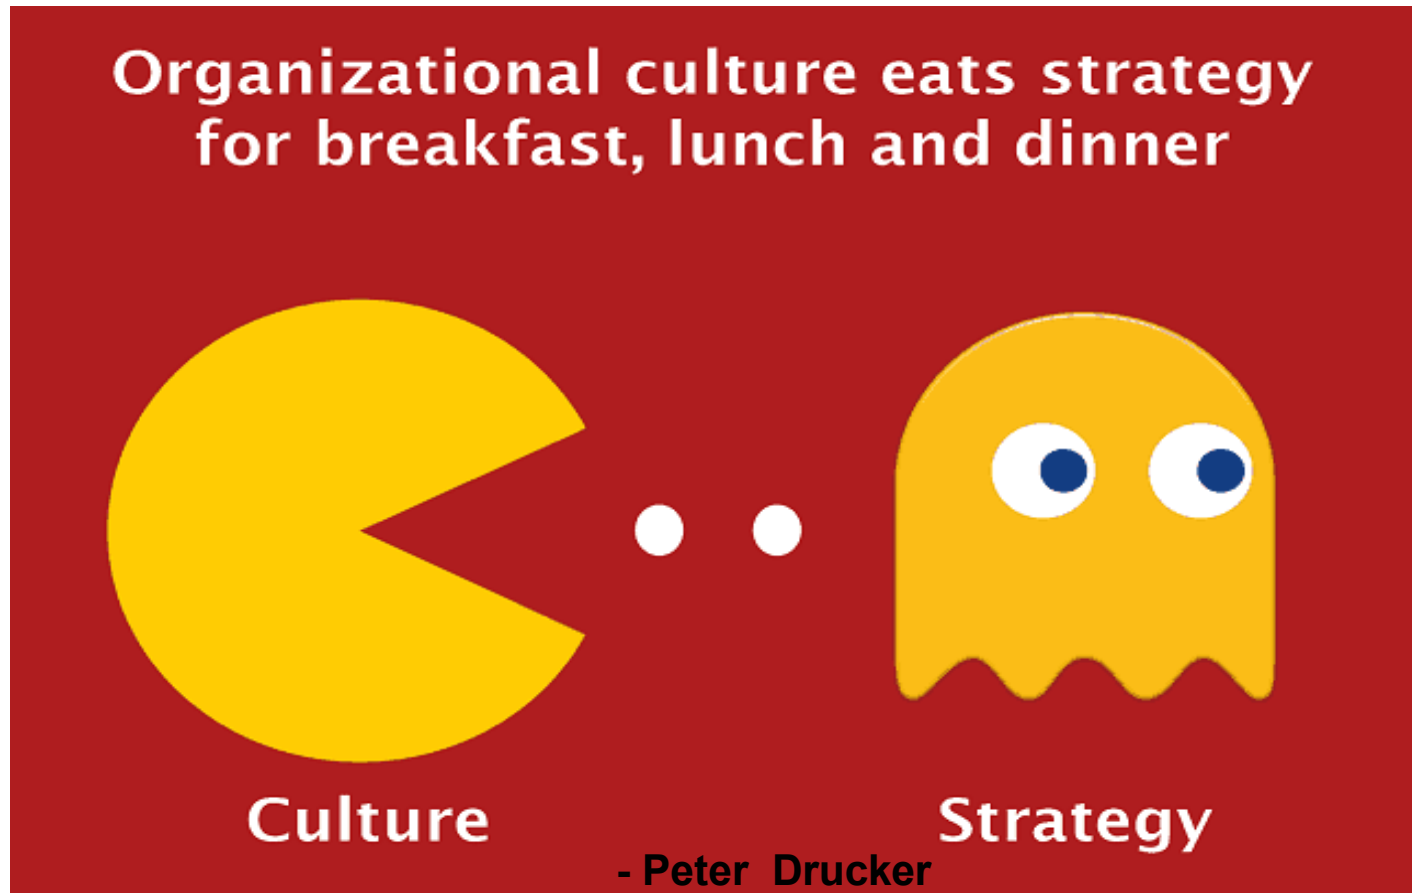 Organizational culture eats strategy
for breakfast, lunch and dinner
Culture
Strategy
- Peter  Drucker